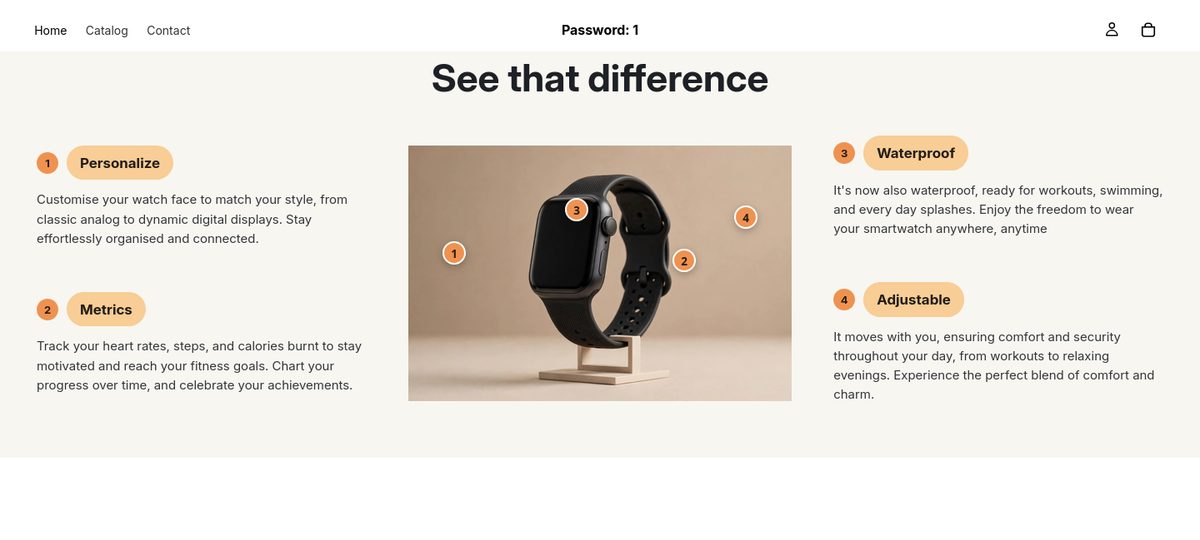 Home Catalog Contact
Password: 1
See that difference
1 Personalize
Customise your watch face to match your style, from
classic analog to dynamic digital displays. Stay
effortlessly organised and connected.
2 Metrics
Track your heart rates, steps, and calories burnt to stay
motivated and reach your fitness goals. Chart your
progress over time, and celebrate your achievements.
3
4
1
2
3 Waterproof
It's now also waterproof, ready for workouts, swimming,
and every day splashes. Enjoy the freedom to wear
your smartwatch anywhere, anytime
4 Adjustable
It moves with you, ensuring comfort and security
throughout your day, from workouts to relaxing
evenings. Experience the perfect blend of comfort and
charm.